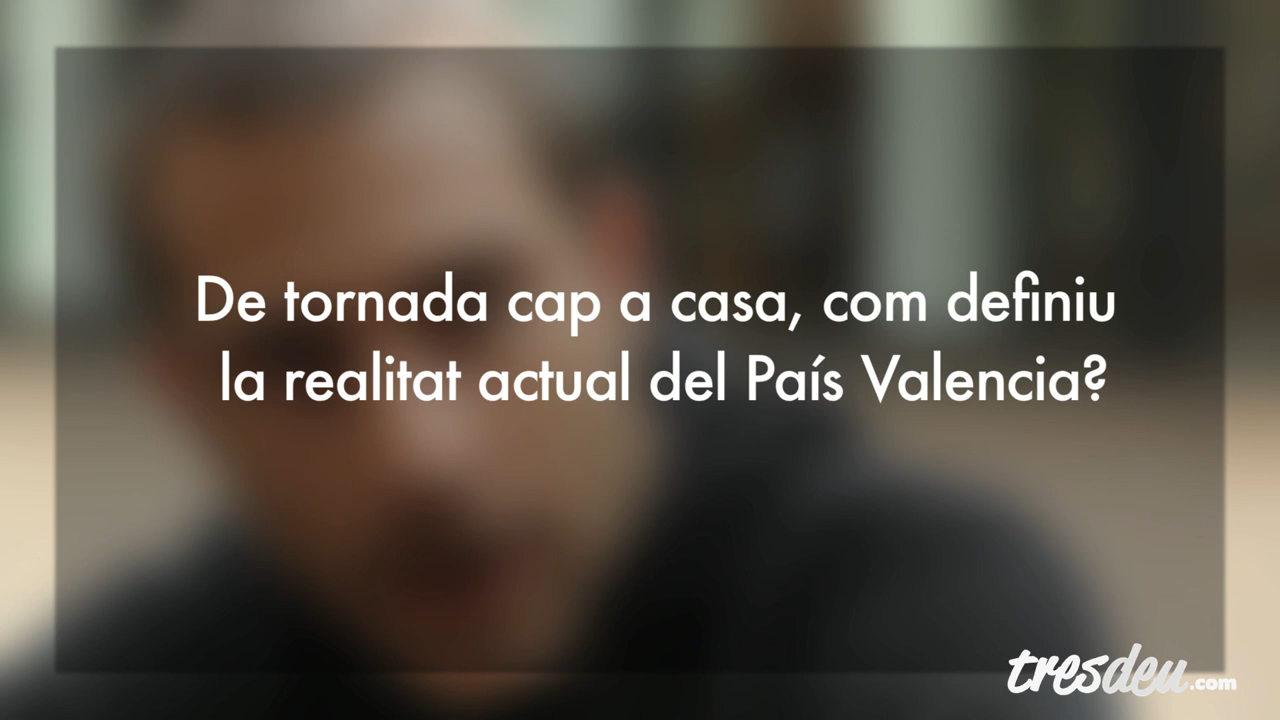 De tornada cap a casa, com definiu
la realitat actual del País Valencia?
tresdeu.com